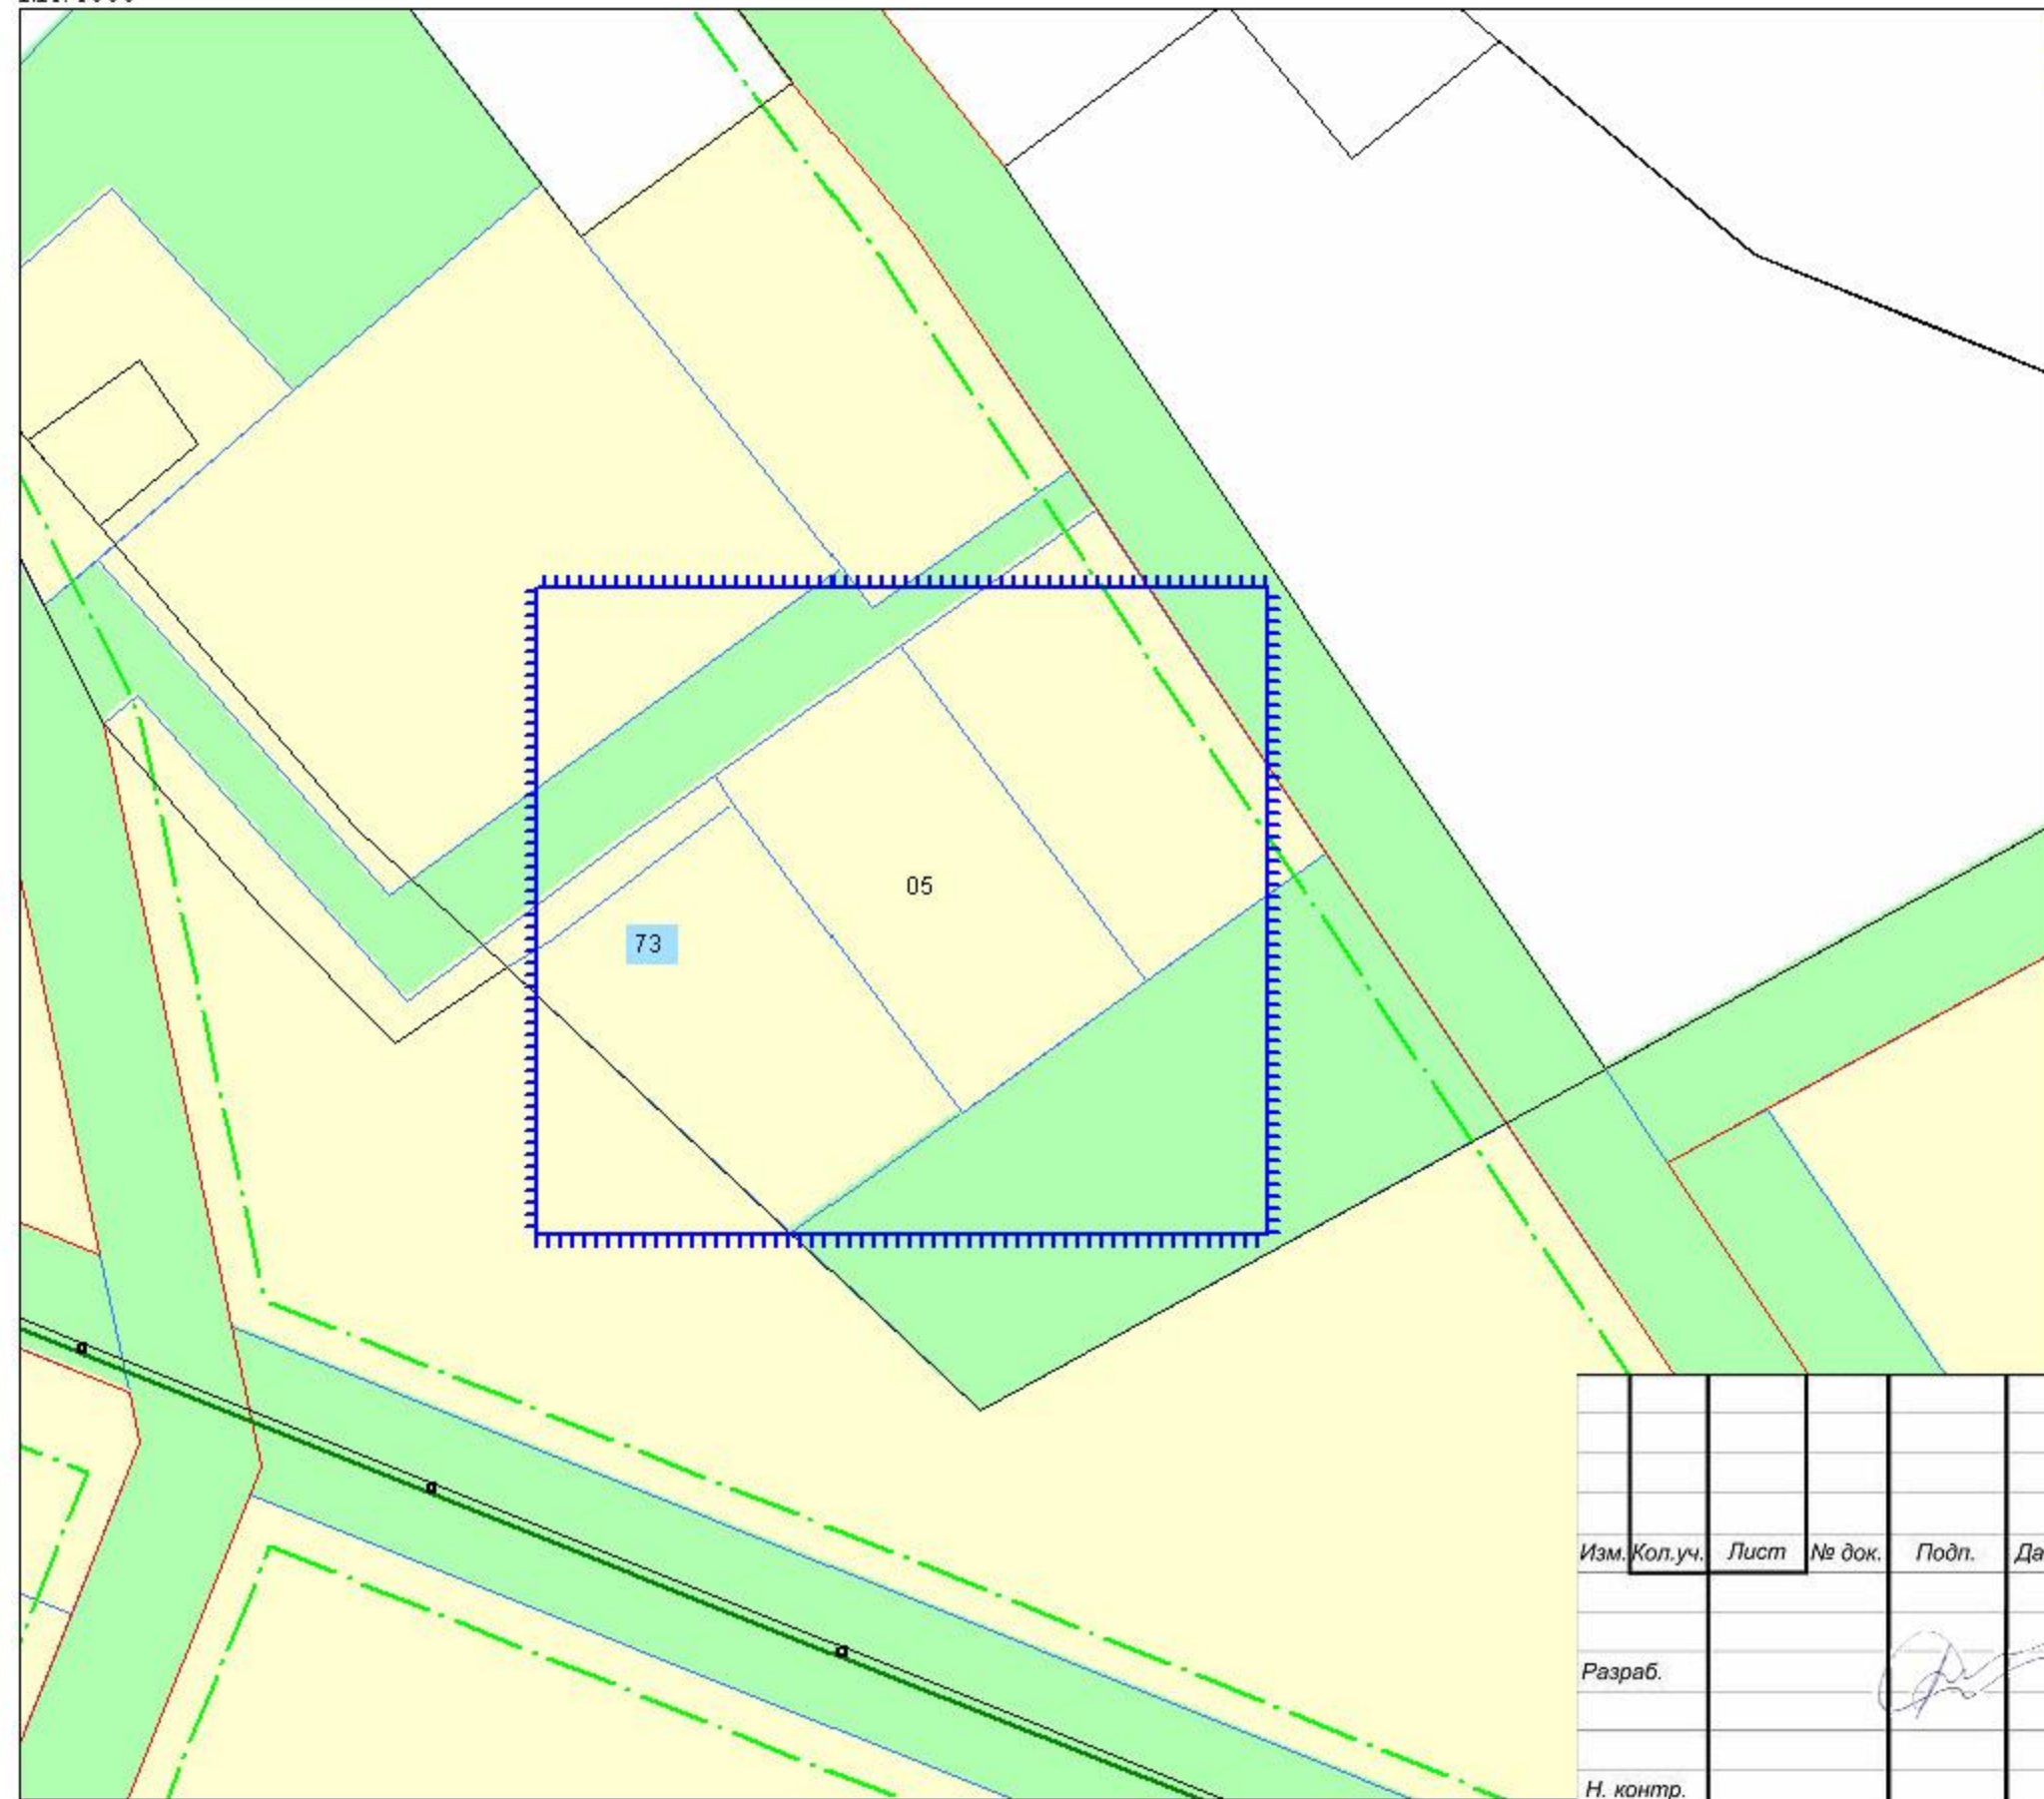 05
73
Изм. Кол.уч. Лист № док. Подп.
Разраб.
Н. контр.